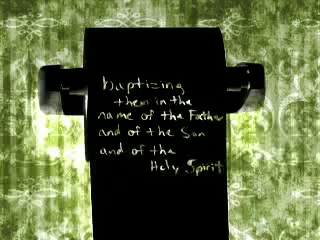 baptizing
them in the
name of the Father
and of the Son
and of the
Holy Spirit